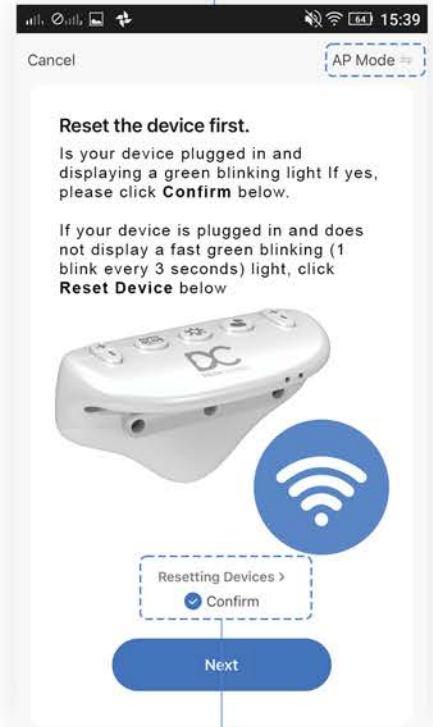 64 15:39
Cancel
AP Mode
Reset the device first.
Is your device plugged in and
displaying a green blinking light If yes,
please click Confirm below.
If your device is plugged in and does
not display a fast green blinking (1
blink every 3 seconds) light, click
Reset Device below
DC
Resetting Devices >
Confirm
Next